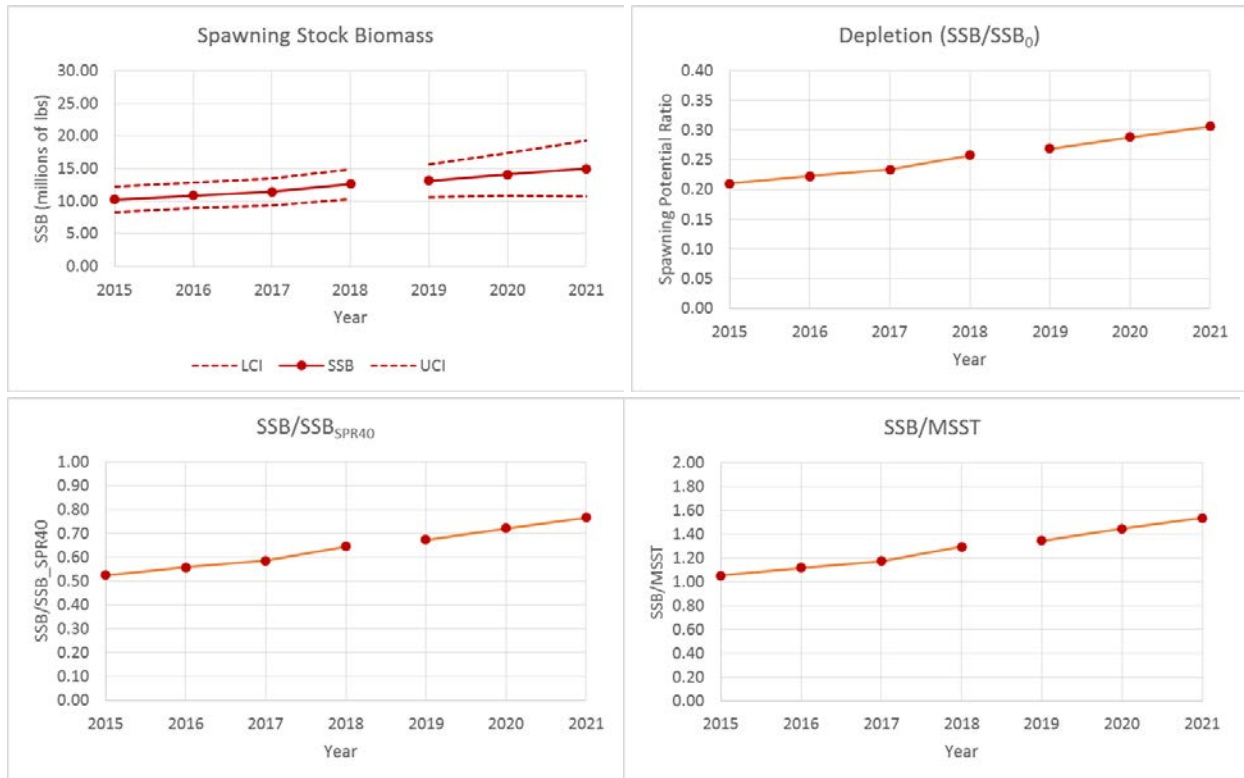 Spawning Stock Biomass
SSB (millions of lbs)
30.00
25.00
20.00
15.00
10.00
5.00
0.00
2015 2016 2017 2018 2019 2020 2021
Year
LCI SSB UCI
Depletion (SSB/SSB₀)
Spawning Potential Ratio
0.40
0.35
0.30
0.25
0.20
0.15
0.10
0.05
0.00
2015 2016 2017 2018 2019 2020 2021
Year
SSB/SSB_SPR40
SSB/SSB_SPR40
1.00
0.90
0.80
0.70
0.60
0.50
0.40
0.30
0.20
0.10
0.00
2015 2016 2017 2018 2019 2020 2021
Year
SSB/MSST
SSB/MSST
2.00
1.80
1.60
1.40
1.20
1.00
0.80
0.60
0.40
0.20
0.00
2015 2016 2017 2018 2019 2020 2021
Year